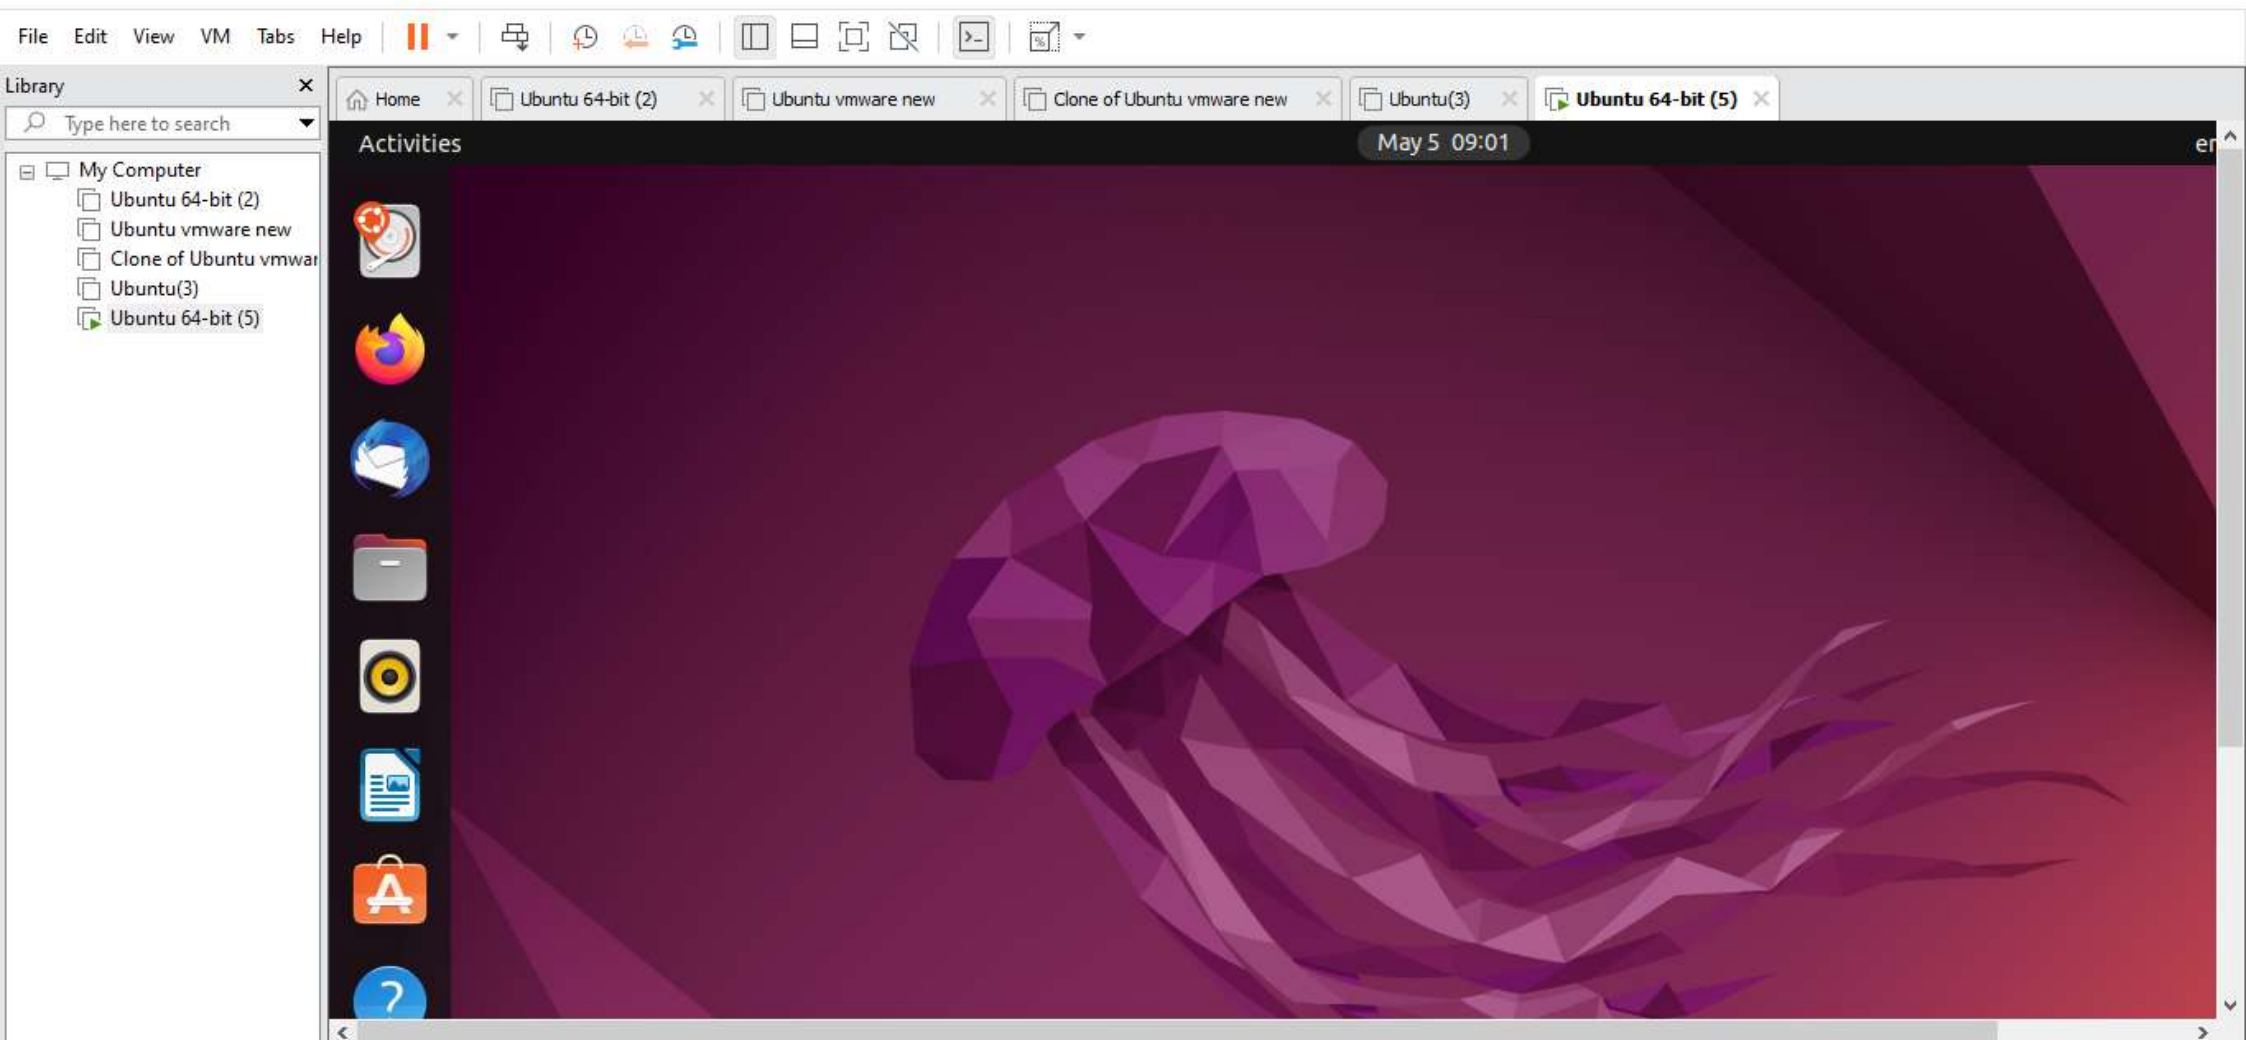 File Edit View VM Tabs Help
Library
Type here to search
My Computer
Ubuntu 64-bit (2)
Ubuntu vmware new
Clone of Ubuntu vmwar
Ubuntu(3)
Ubuntu 64-bit (5)
Home Ubuntu 64-bit (2) Ubuntu vmware new Clone of Ubuntu vmware new Ubuntu(3) Ubuntu 64-bit (5)
Activities May 5 09:01 en